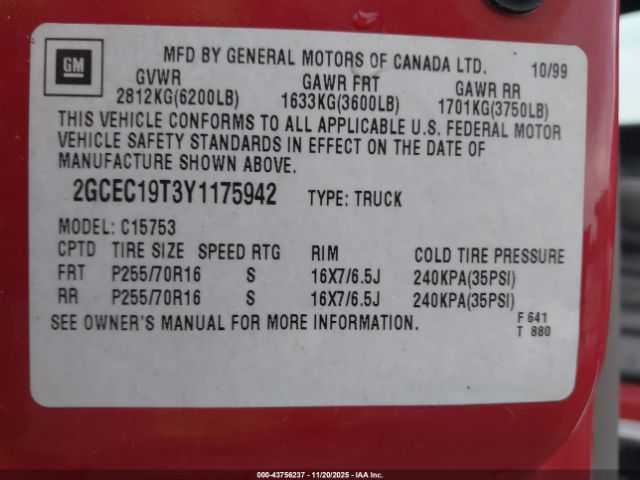 GM
MFD BY GENERAL MOTORS OF CANADA LTD. 10/99
GVWR GAWR FRT GAWR RR
2812KG(6200LB) 1633KG(3600LB) 1701KG(3750LB)
THIS VEHICLE CONFORMS TO ALL APPLICABLE U.S. FEDERAL MOTOR
VEHICLE SAFETY STANDARDS IN EFFECT ON THE DATE OF
MANUFACTURE SHOWN ABOVE.
2GCEC19T3Y1175942 TYPE: TRUCK
MODEL: C15753
CPTD TIRE SIZE SPEED RTG RIM COLD TIRE PRESSURE
FRT P255/70R16 S 16X7/6.5J 240KPA(35PSI)
RR P255/70R16 S 16X7/6.5J 240KPA(35PSI)
SEE OWNER'S MANUAL FOR MORE INFORMATION.
F 641
T 880
000-43756237 - 11/20/2025 - IAA, Inc.